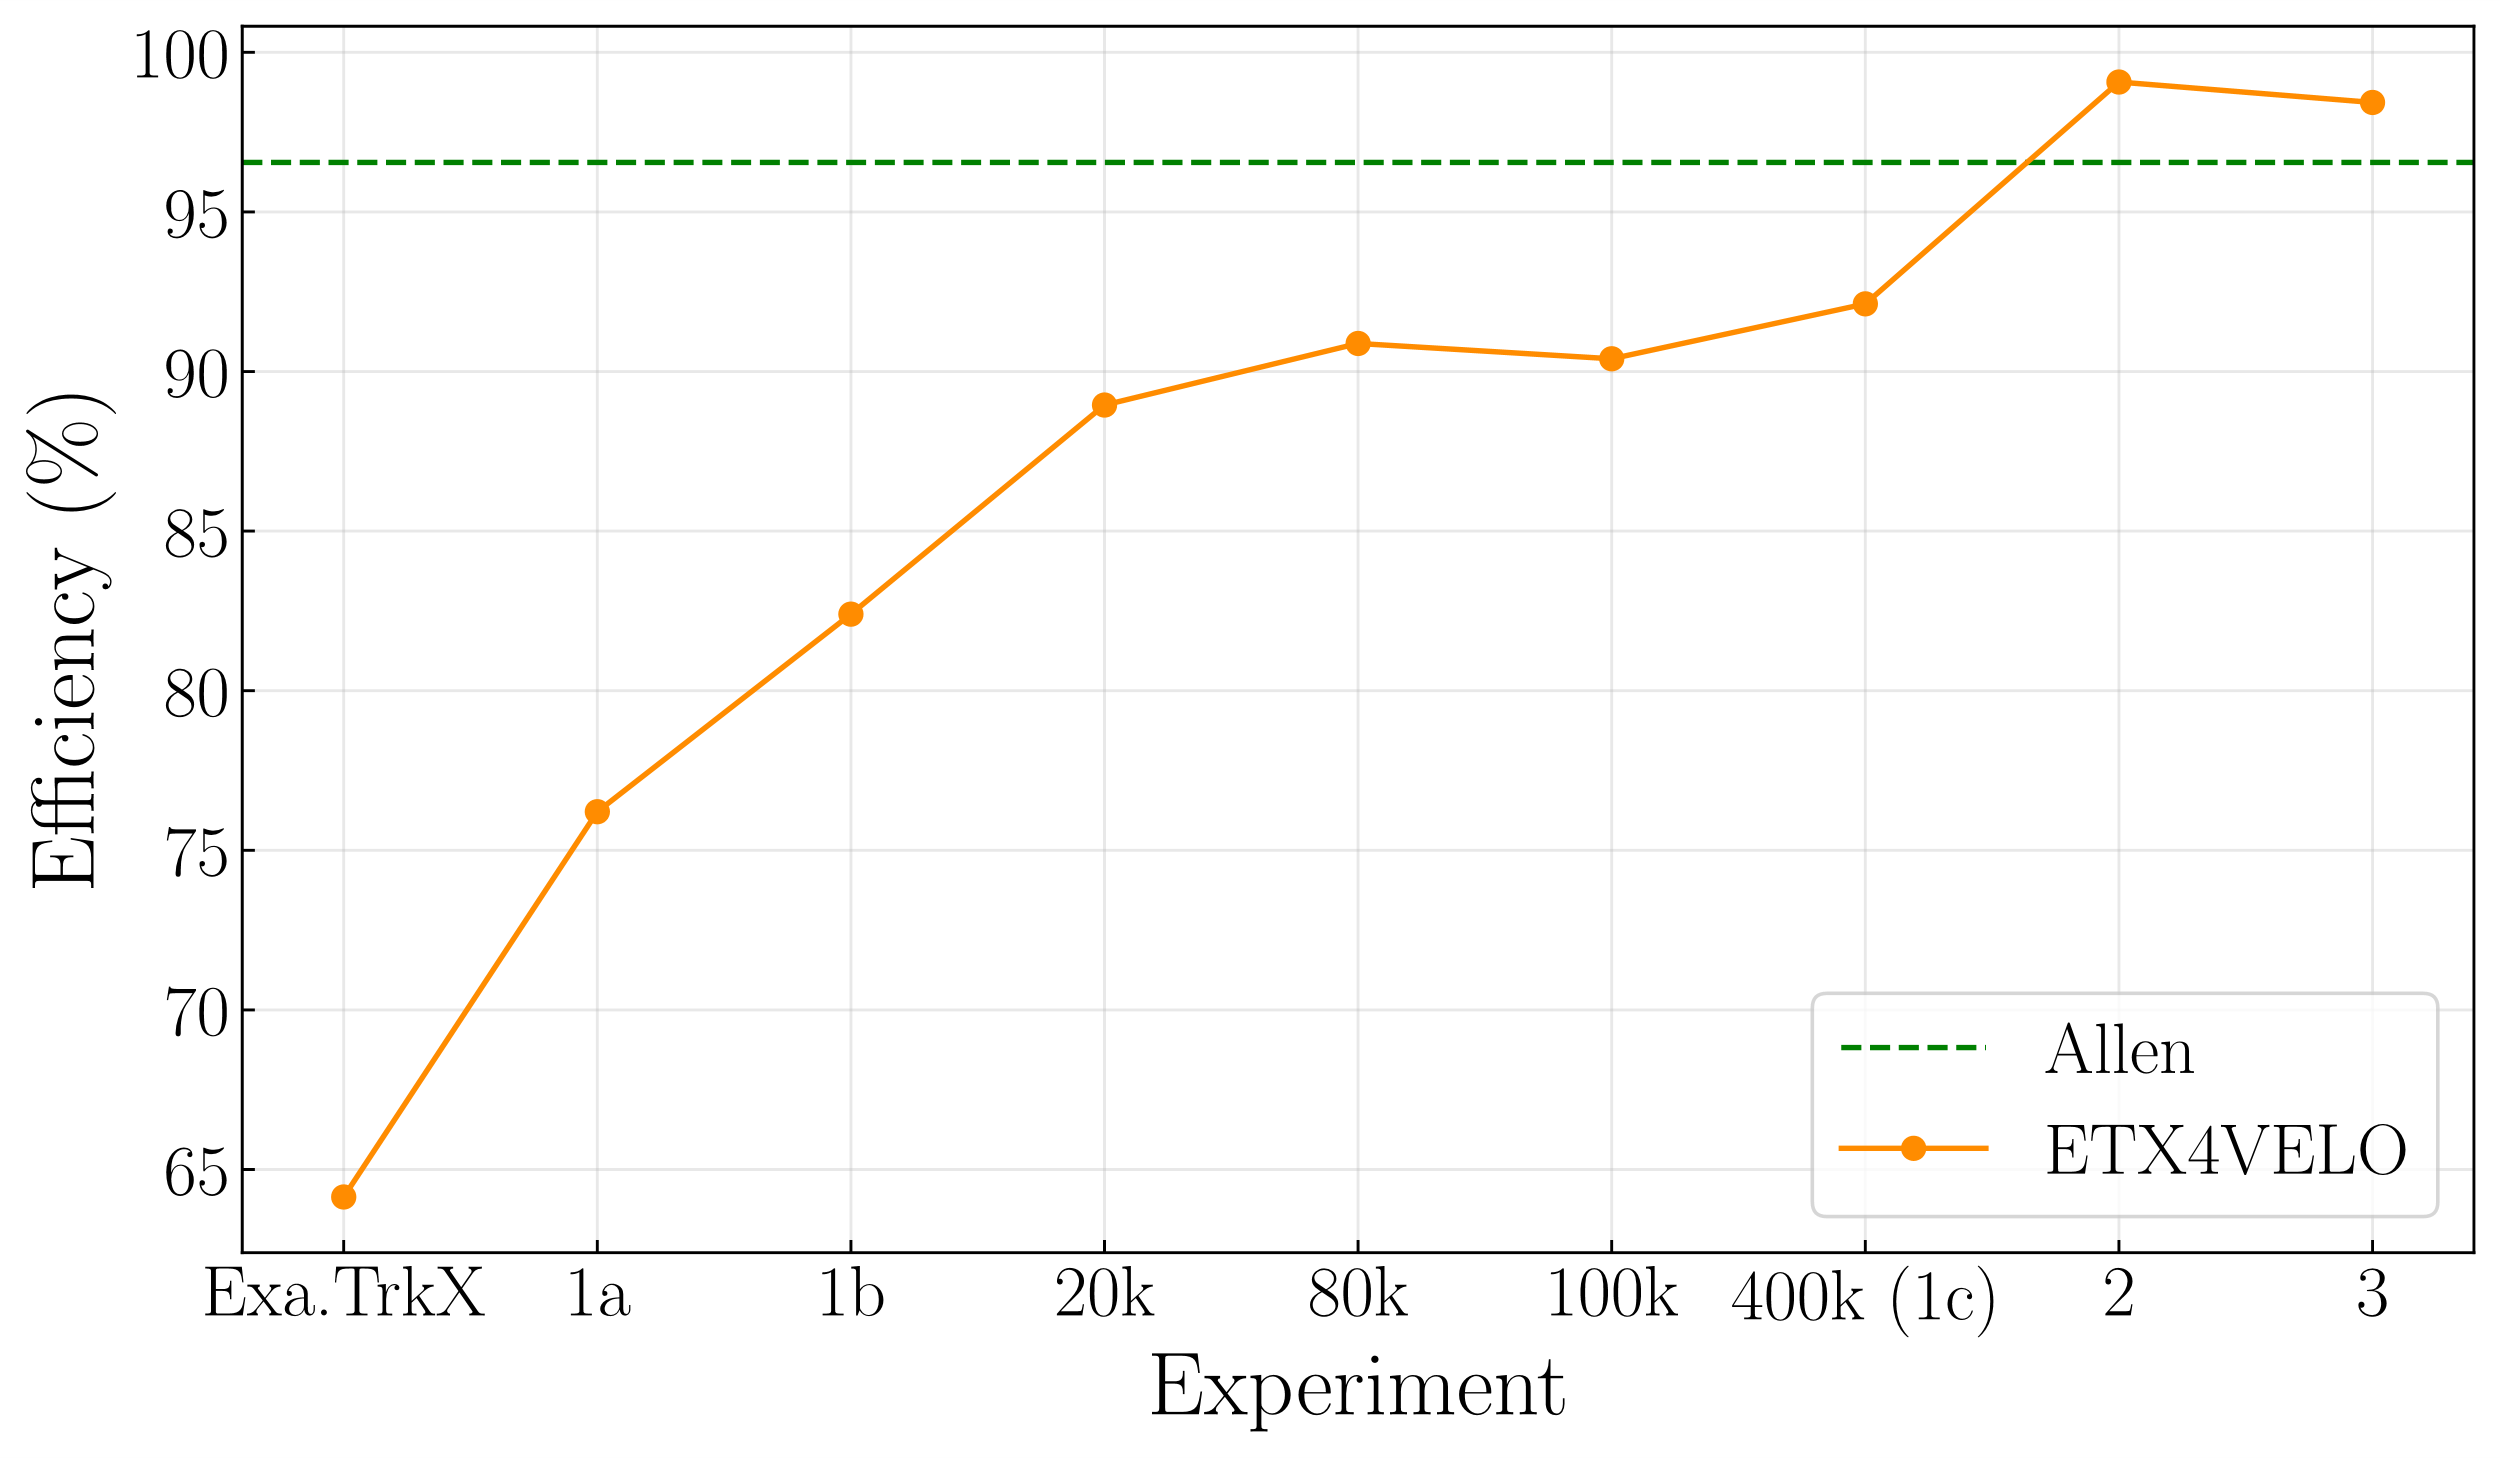 100
95
90
85
80
75
70
65
Efficiency (%)
Allen
ETX4VELO
Exa.TrkX 1a 1b 20k 80k 100k 400k (1c) 2 3
Experiment